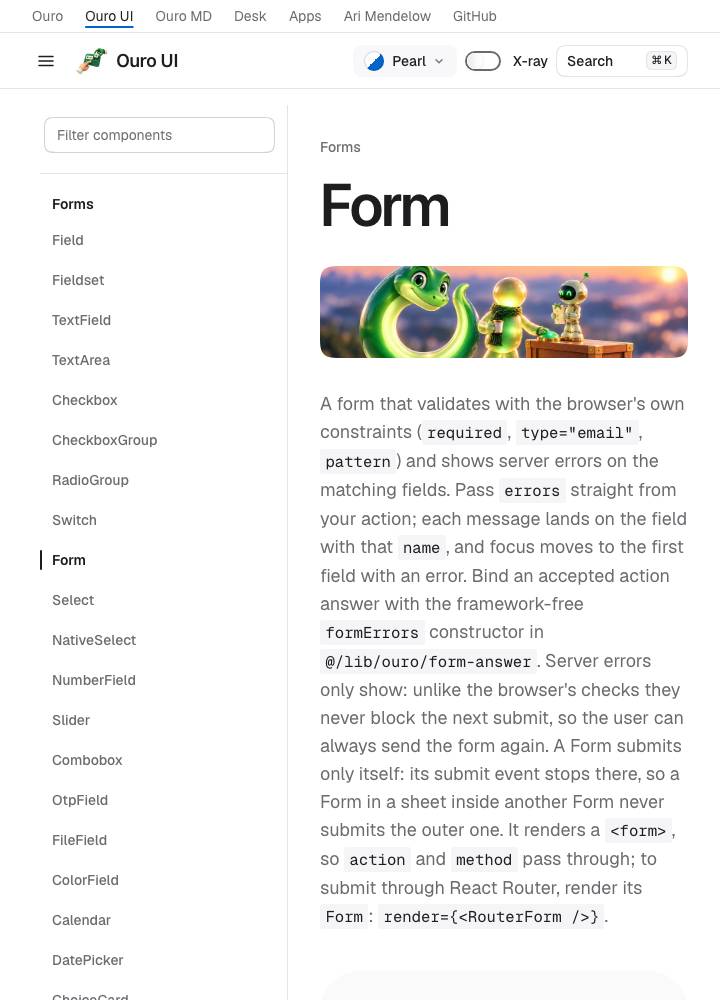 Ouro Ouro UI Ouro MD Desk Apps Ari Mendelow GitHub
Ouro UI Pearl X-ray Search ⌘ K
Filter components
Forms
Field
Fieldset
TextField
TextArea
Checkbox
CheckboxGroup
RadioGroup
Switch
Form
Select
NativeSelect
NumberField
Slider
Combobox
OtpField
FileField
ColorField
Calendar
DatePicker
ChoiceCard
Forms
Form
A form that validates with the browser's own
constraints ( required , type="email" ,
pattern ) and shows server errors on the
matching fields. Pass errors straight from
your action; each message lands on the field
with that name , and focus moves to the first
field with an error. Bind an accepted action
answer with the framework-free
formErrors constructor in
@/lib/ouro/form-answer . Server errors
only show: unlike the browser's checks they
never block the next submit, so the user can
always send the form again. A Form submits
only itself: its submit event stops there, so a
Form in a sheet inside another Form never
submits the outer one. It renders a <form> ,
so action and method pass through; to
submit through React Router, render its
Form : render={<RouterForm />} .